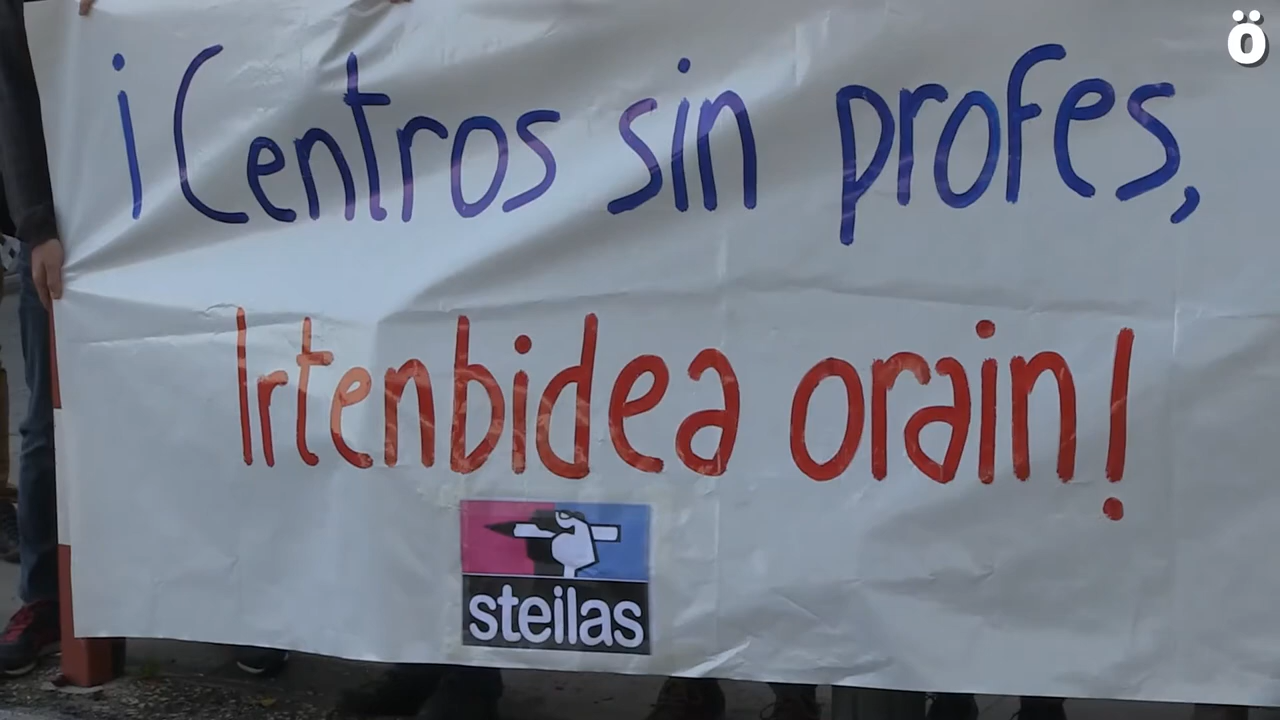 ö
¡Centros sin profes,
Irtenbidea orain!
steilas